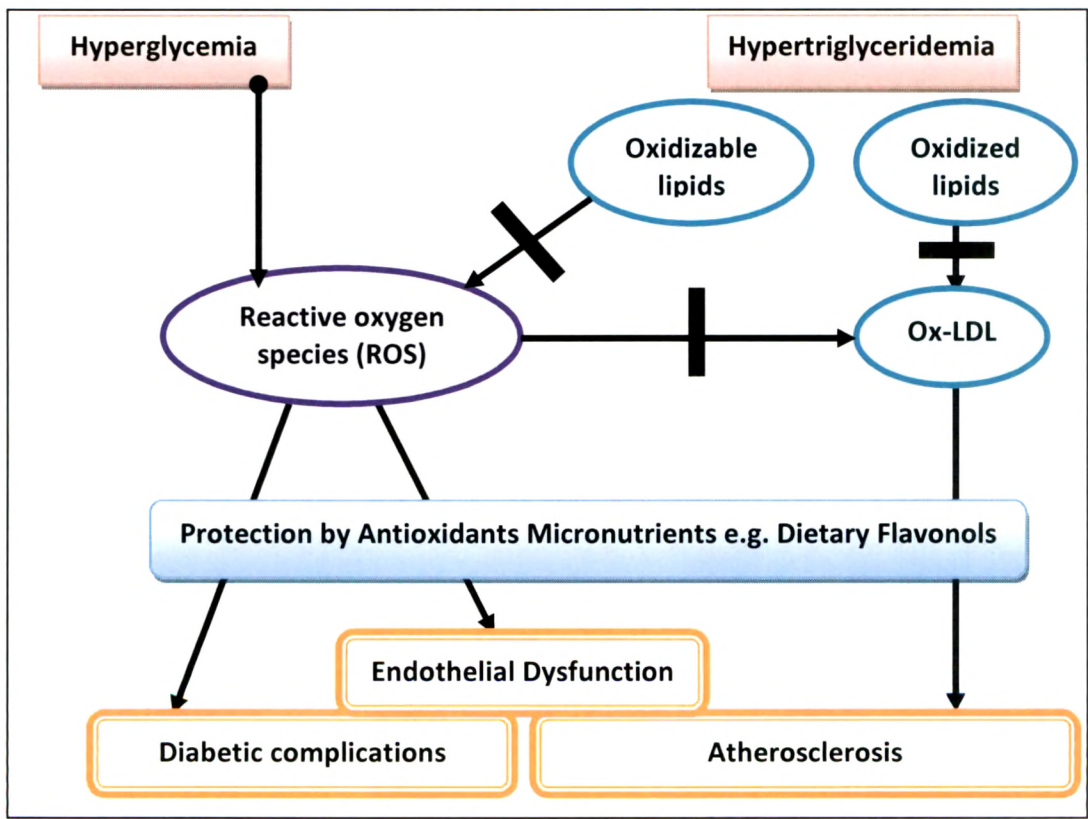 Hyperglycemia
Hypertriglyceridemia
Oxidizable
lipids
Oxidized
lipids
Reactive oxygen
species (ROS)
Ox-LDL
Protection by Antioxidants Micronutrients e.g. Dietary Flavonols
Endothelial Dysfunction
Diabetic complications
Atherosclerosis